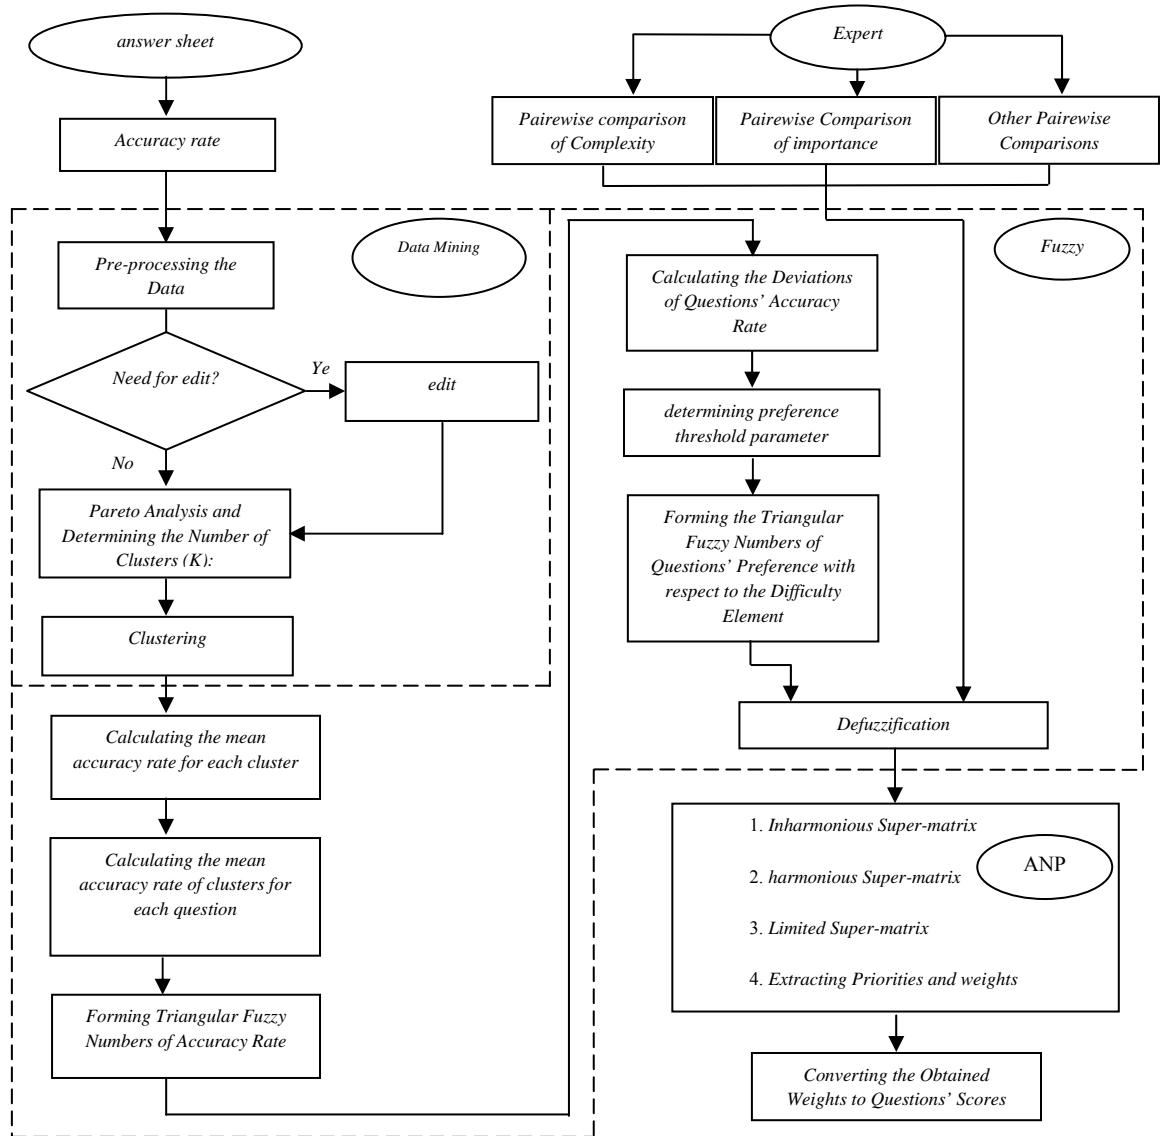 answer sheet
Accuracy rate
Expert
Pairewise comparison
of Complexity
Pairewise Comparison
of importance
Other Pairewise
Comparisons
Data Mining
Pre-processing the
Data
Need for edit?
Ye
edit
No
Pareto Analysis and
Determining the Number of
Clusters (K):
Clustering
Calculating the mean
accuracy rate for each cluster
Calculating the mean
accuracy rate of clusters for
each question
Forming Triangular Fuzzy
Numbers of Accuracy Rate
Fuzzy
Calculating the Deviations
of Questions' Accuracy
Rate
determining preference
threshold parameter
Forming the Triangular
Fuzzy Numbers of
Questions' Preference with
respect to the Difficulty
Element
Defuzzification
1. Inharmonious Super-matrix
2. harmonious Super-matrix
ANP
3. Limited Super-matrix
4. Extracting Priorities and weights
Converting the Obtained
Weights to Questions' Scores